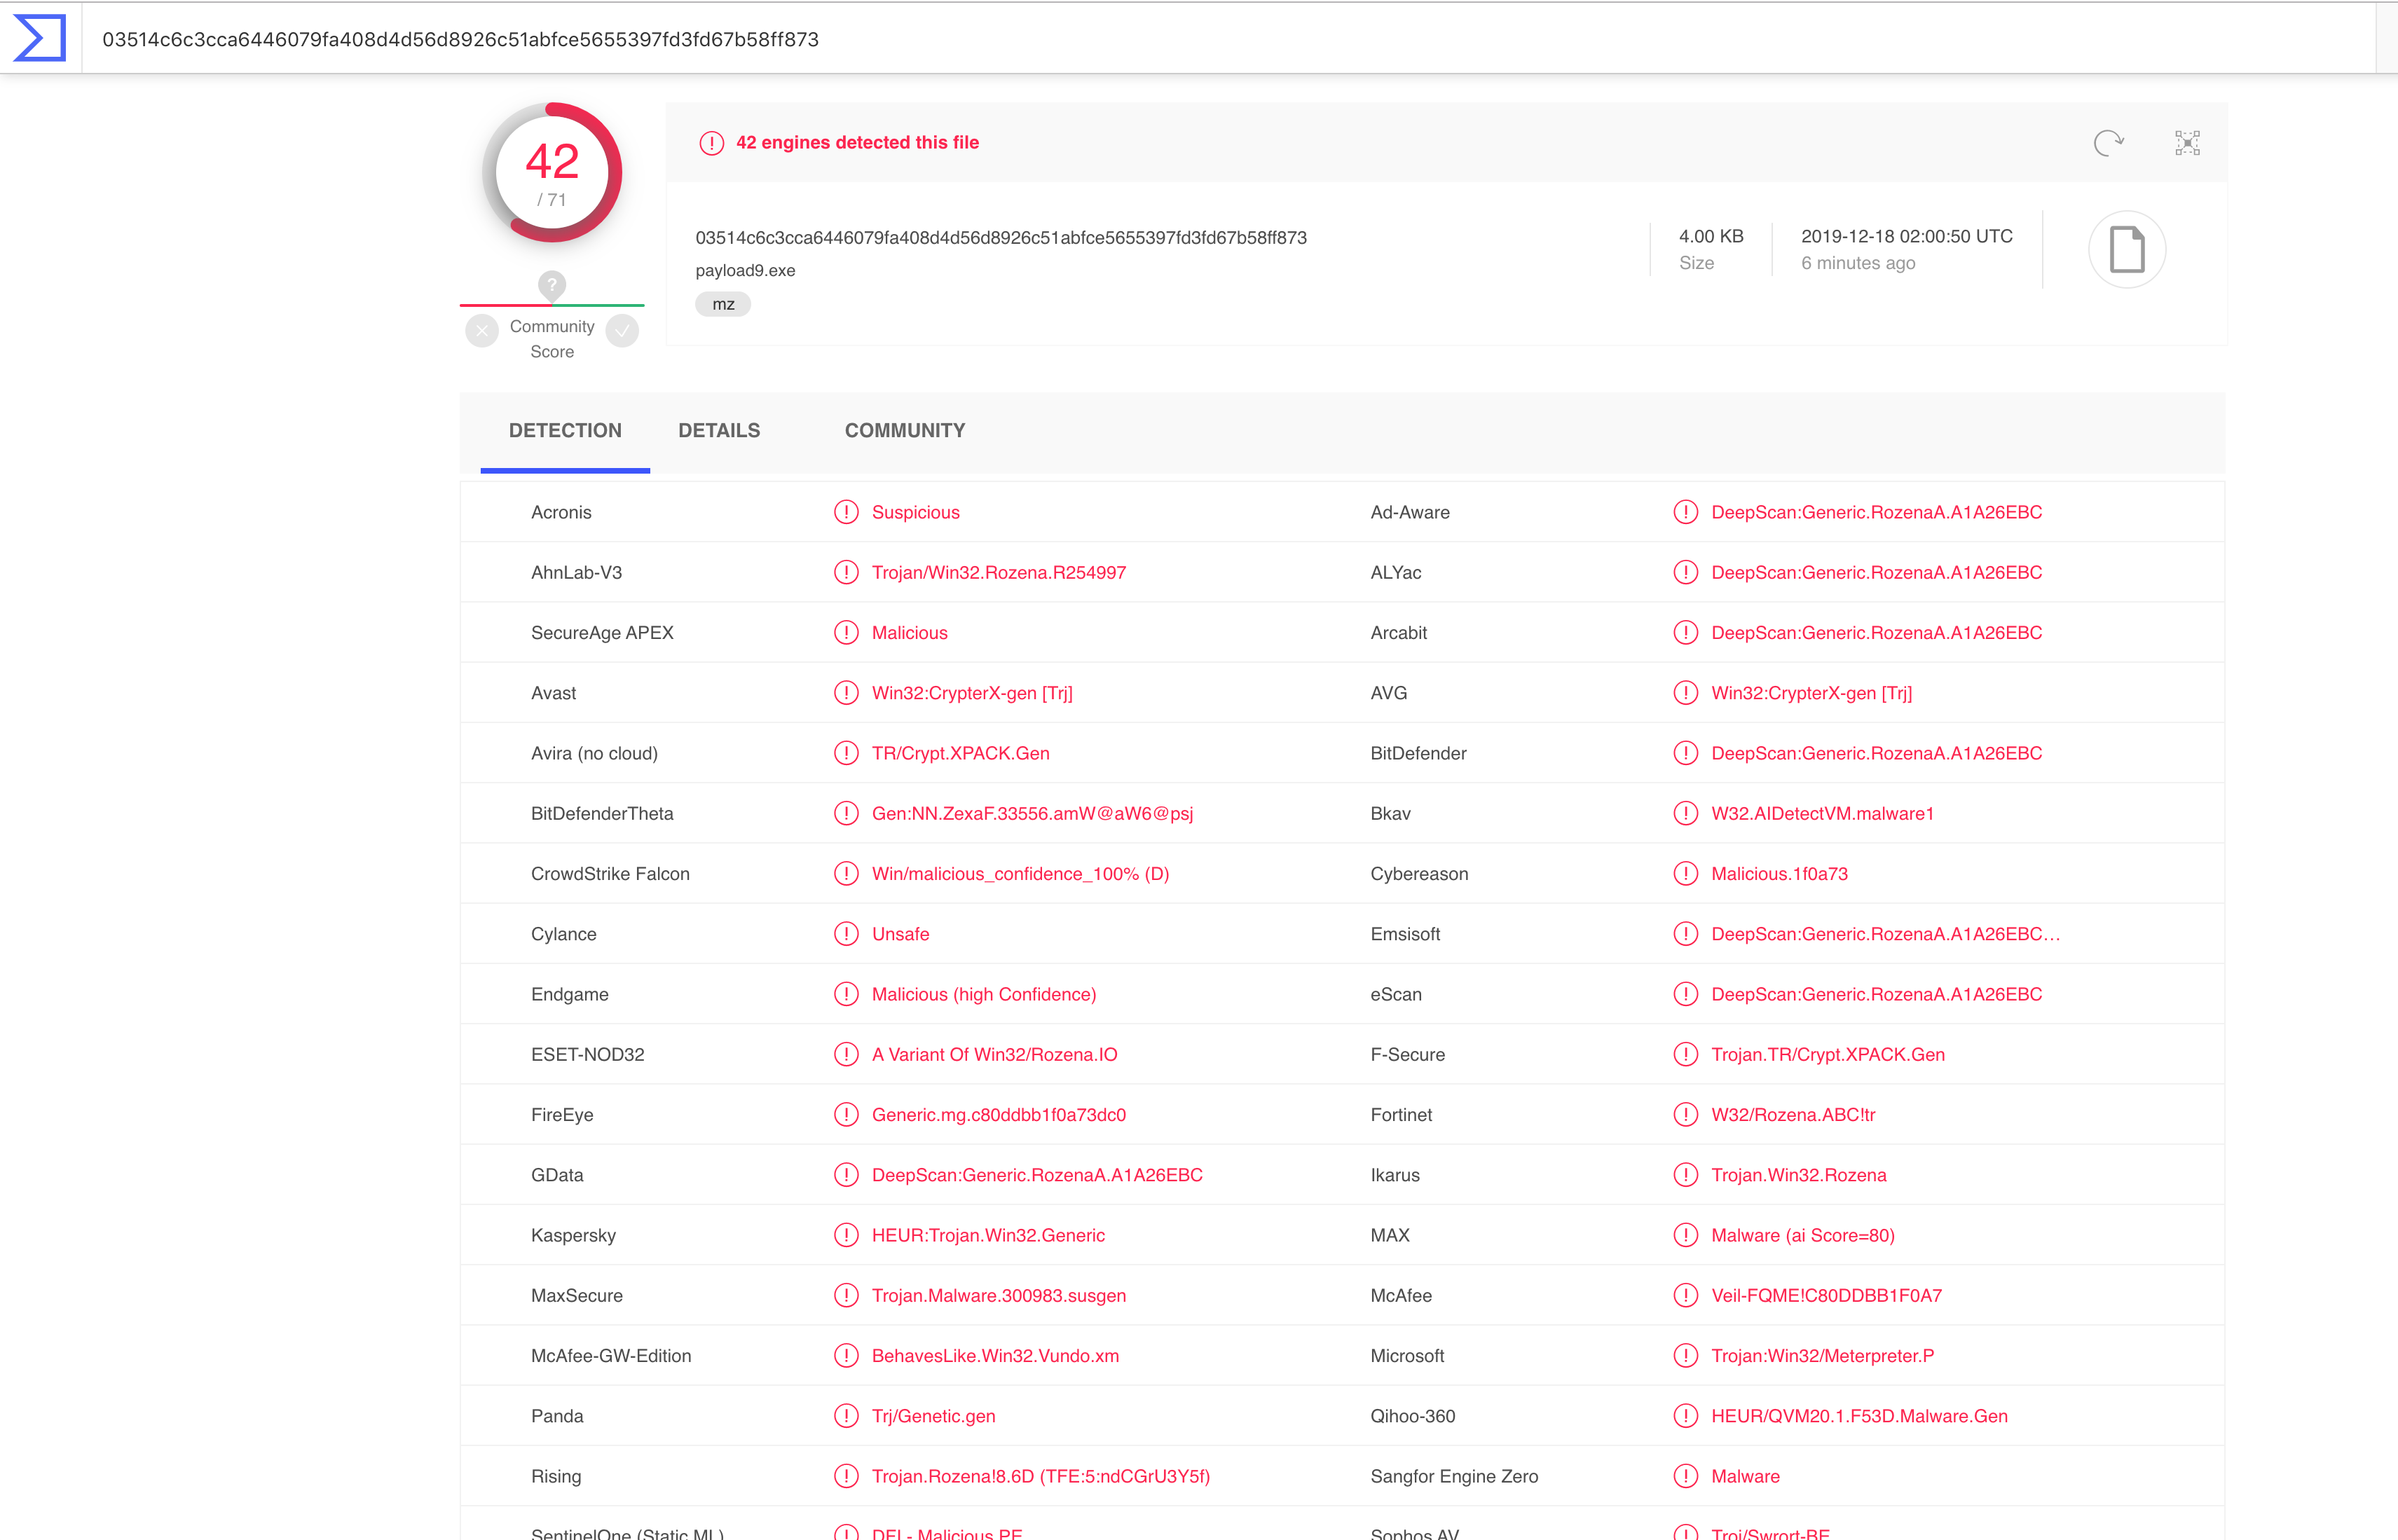 03514c6c3cca6446079fa408d4d56d8926c51abfce5655397fd3fd67b58ff873
42
/ 71
42 engines detected this file
03514c6c3cca6446079fa408d4d56d8926c51abfce5655397fd3fd67b58ff873
payload9.exe
mz
4.00 KB
Size
2019-12-18 02:00:50 UTC
6 minutes ago
?
Community
Score
DETECTION DETAILS COMMUNITY
Acronis Suspicious Ad-Aware DeepScan:Generic.RozenaA.A1A26EBC
AhnLab-V3 Trojan/Win32.Rozena.R254997 ALYac DeepScan:Generic.RozenaA.A1A26EBC
SecureAge APEX Malicious Arcabit DeepScan:Generic.RozenaA.A1A26EBC
Avast Win32:CrypterX-gen [Trj] AVG Win32:CrypterX-gen [Trj]
Avira (no cloud) TR/Crypt.XPACK.Gen BitDefender DeepScan:Generic.RozenaA.A1A26EBC
BitDefenderTheta Gen:NN.ZexaF.33556.amW@aW6@psj Bkav W32.AIDetectVM.malware1
CrowdStrike Falcon Win/malicious_confidence_100% (D) Cybereason Malicious.1f0a73
Cylance Unsafe Emsisoft DeepScan:Generic.RozenaA.A1A26EBC…
Endgame Malicious (high Confidence) eScan DeepScan:Generic.RozenaA.A1A26EBC
ESET-NOD32 A Variant Of Win32/Rozena.IO F-Secure Trojan.TR/Crypt.XPACK.Gen
FireEye Generic.mg.c80ddbb1f0a73dc0 Fortinet W32/Rozena.ABC!tr
GData DeepScan:Generic.RozenaA.A1A26EBC Ikarus Trojan.Win32.Rozena
Kaspersky HEUR:Trojan.Win32.Generic MAX Malware (ai Score=80)
MaxSecure Trojan.Malware.300983.susgen McAfee Veil-FQME!C80DDBB1F0A7
McAfee-GW-Edition BehavesLike.Win32.Vundo.xm Microsoft Trojan:Win32/Meterpreter.P
Panda Trj/Genetic.gen Qihoo-360 HEUR/QVM20.1.F53D.Malware.Gen
Rising Trojan.Rozena!8.6D (TFE:5:ndCGrU3Y5f) Sangfor Engine Zero Malware
SentinelOne (Static ML) DFI - Malicious PE Sophos AV Troj/Swrort-BE